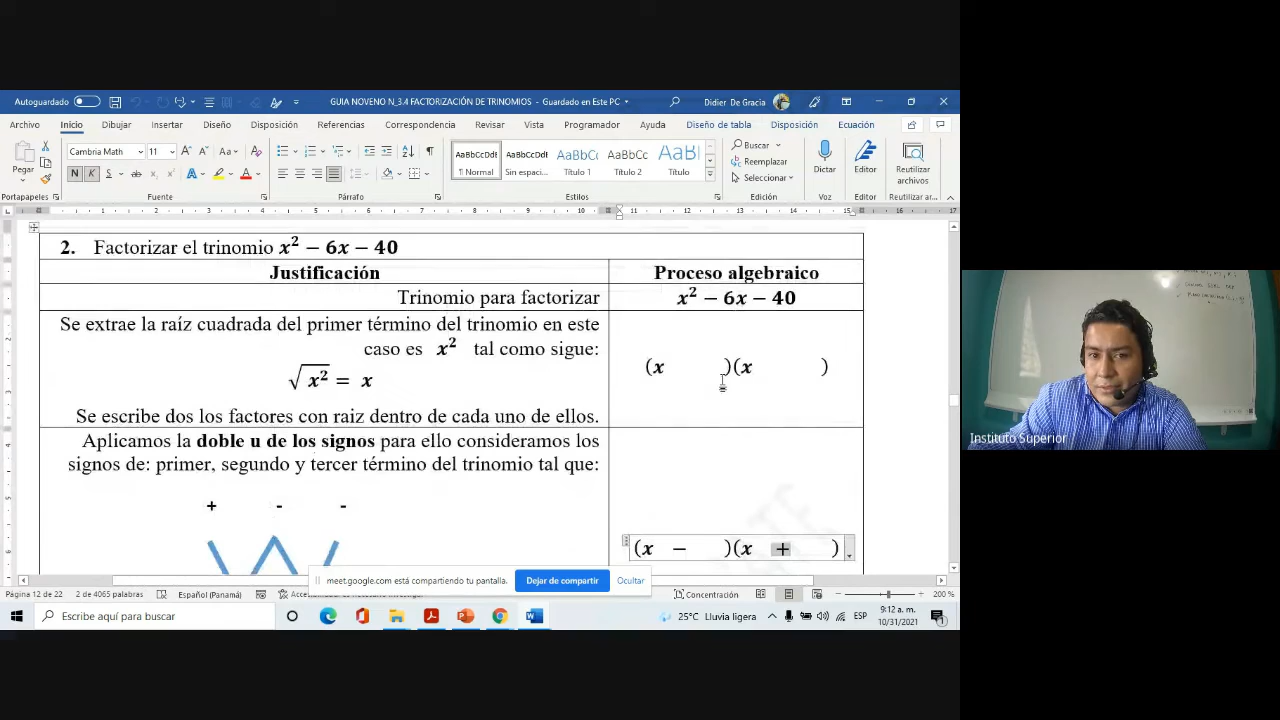 Autoguardado
GUIA NOVENO N_3.4 FACTORIZACIÓN DE TRINOMIOS - Guardado en Este PC
Didier De Gracia
Archivo Inicio Dibujar Insertar Diseño Disposición Referencias Correspondencia Revisar Vista Programador Ayuda Diseño de tabla Disposición Ecuación
Pegar
Cambria Math 11
AaBbCcDdE AaBbCcDdE AaBbCc AaBbCcD AaBl
¶ Normal Sin espaci... Título 1 Título 2 Título
Buscar
Reemplazar
Seleccionar
Dictar
Editor
Reutilizar archivos
Portapapeles Fuente Párrafo Estilos Edición Voz Editor Reutilizar archivos
2. Factorizar el trinomio x² − 6x − 40
Justificación Proceso algebraico
Trinomio para factorizar x² − 6x − 40
Se extrae la raíz cuadrada del primer término del trinomio en este
caso es x² tal como sigue:
√x² = x
(x )(x )
Se escribe dos los factores con raiz dentro de cada uno de ellos.
Aplicamos la doble u de los signos para ello consideramos los
signos de: primer, segundo y tercer término del trinomio tal que:
+ - -
(x − )(x + )
Instituto Superior
meet.google.com está compartiendo tu pantalla. Dejar de compartir Ocultar
Página 12 de 22 2 de 4065 palabras Español (Panamá) Concentración 200 %
Escribe aquí para buscar
25°C Lluvia ligera ESP 9:12 a. m.
10/31/2021